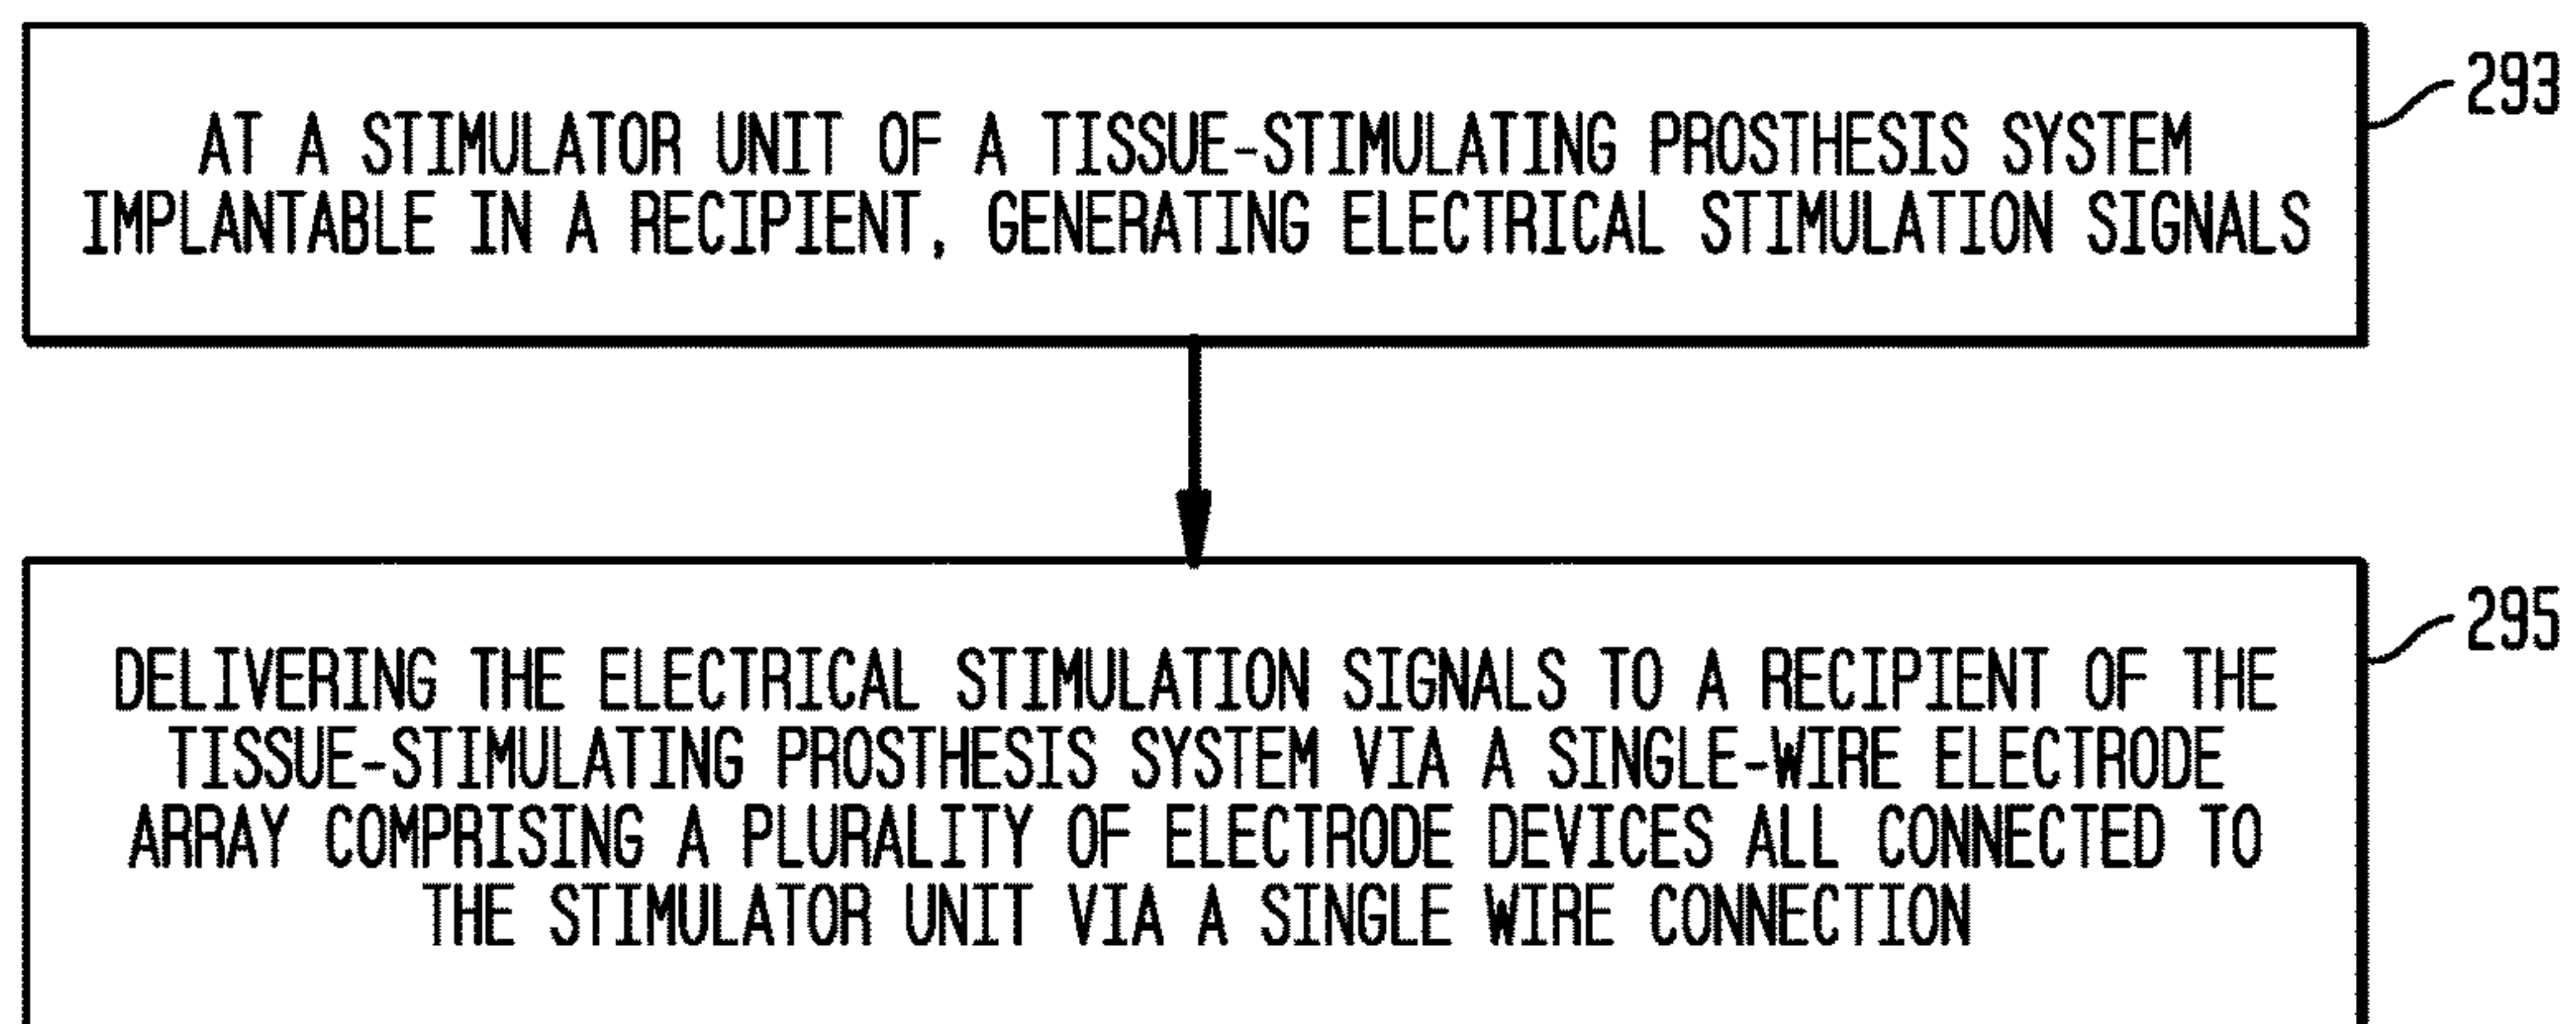 293
AT A STIMULATOR UNIT OF A TISSUE-STIMULATING PROSTHESIS SYSTEM
IMPLANTABLE IN A RECIPIENT, GENERATING ELECTRICAL STIMULATION SIGNALS
295
DELIVERING THE ELECTRICAL STIMULATION SIGNALS TO A RECIPIENT OF THE
TISSUE-STIMULATING PROSTHESIS SYSTEM VIA A SINGLE-WIRE ELECTRODE
ARRAY COMPRISING A PLURALITY OF ELECTRODE DEVICES ALL CONNECTED TO
THE STIMULATOR UNIT VIA A SINGLE WIRE CONNECTION